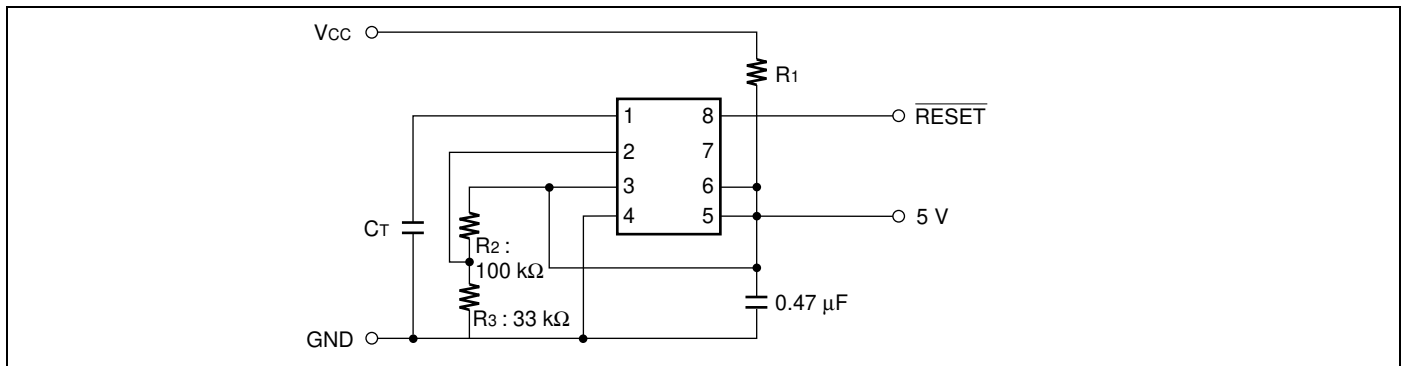 VCC
R1
1 8 RESET
2 7
3 6
4 5 5 V
CT
R2 :
100 kΩ
0.47 μF
R3 : 33 kΩ
GND